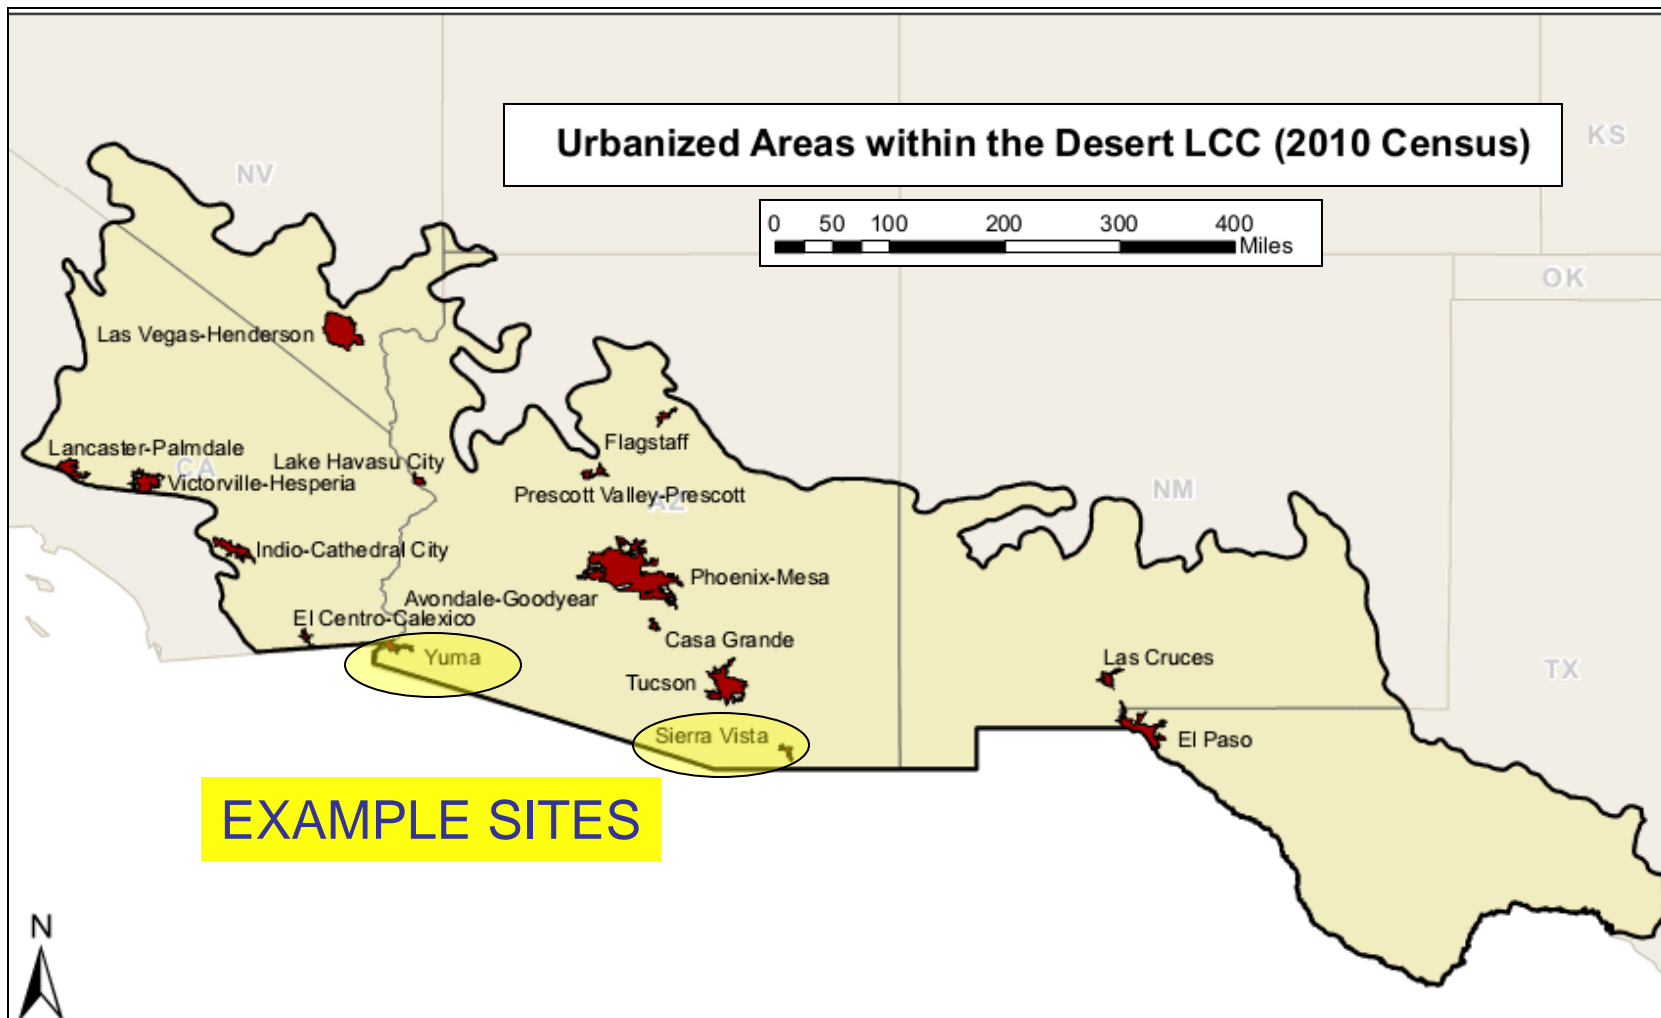 Urbanized Areas within the Desert LCC (2010 Census)
KS
NV
0 50 100 200 300 400
Miles
OK
Las Vegas-Henderson
Flagstaff
Lancaster-Palmdale
CA
Lake Havasu City
Victorville-Hesperia
Prescott Valley-Prescott
AZ
NM
Indio-Cathedral City
Phoenix-Mesa
Avondale-Goodyear
El Centro-Calexico
Casa Grande
Yuma
Las Cruces
TX
Tucson
Sierra Vista
El Paso
EXAMPLE SITES
N